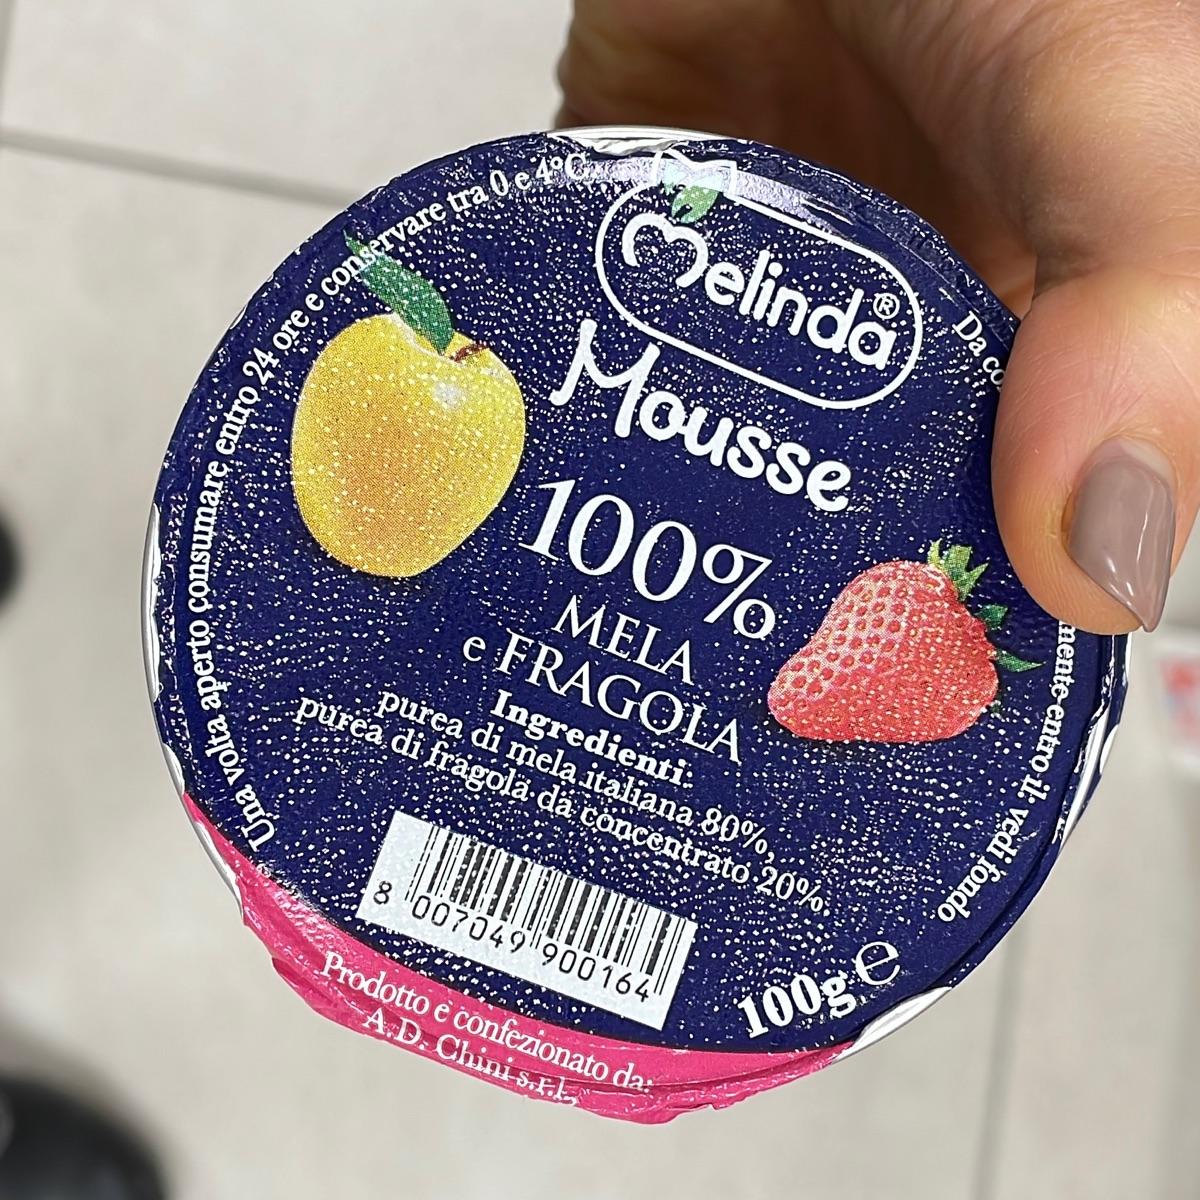 Melinda®
Mousse
100%
MELA
e FRAGOLA
Ingredienti:
purea di mela italiana 80%,
purea di fragola da concentrato 20%.
8 007049 900164
100g e
Una volta aperto consumare entro 24 ore e conservare tra 0 e 4°C.
Da
entro il: vedi fondo
Prodotto e confezionato da:
A.D. Chini s.r.l.